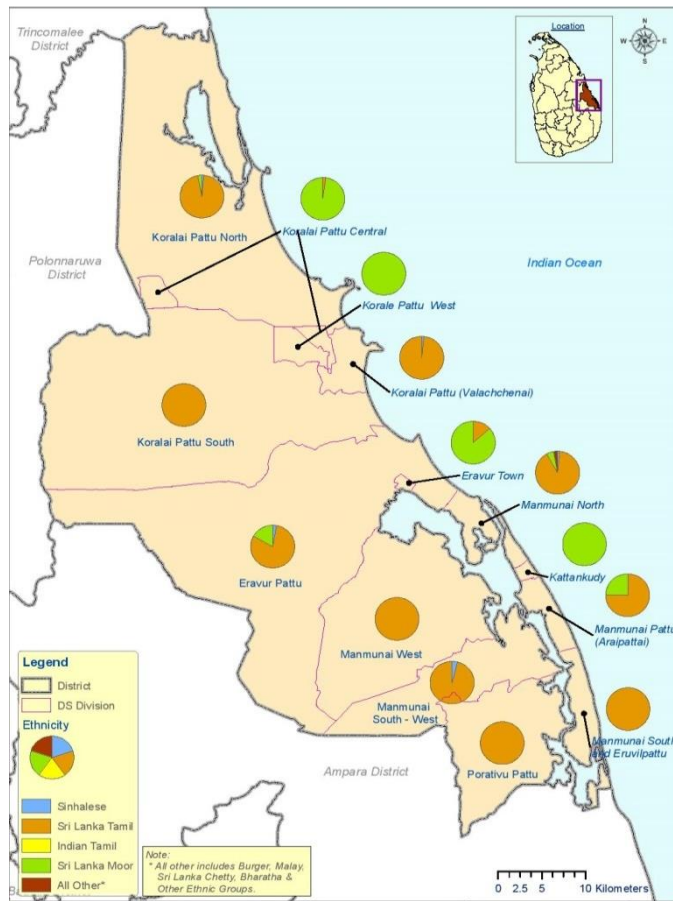 Trincomalee
District
Location
N
W
E
S
Koralai Pattu North
Koralai Pattu Central
Polonnaruwa
District
Indian Ocean
Korale Pattu West
Koralai Pattu (Valachchenai)
Koralai Pattu South
Eravur Town
Manmunai North
Eravur Pattu
Kattankudy
Manmunai Pattu
(Araipattai)
Manmunai West
Manmunai
South - West
Manmunai South
and Eruvilpattu
Porativu Pattu
Ampara District
Legend
District
DS Division
Ethnicity
Sinhalese
Sri Lanka Tamil
Indian Tamil
Sri Lanka Moor
All Other*
Note:
* All other includes Burger, Malay,
Sri Lanka Chetty, Bharatha &
Other Ethnic Groups.
0 2.5 5 10 Kilometers